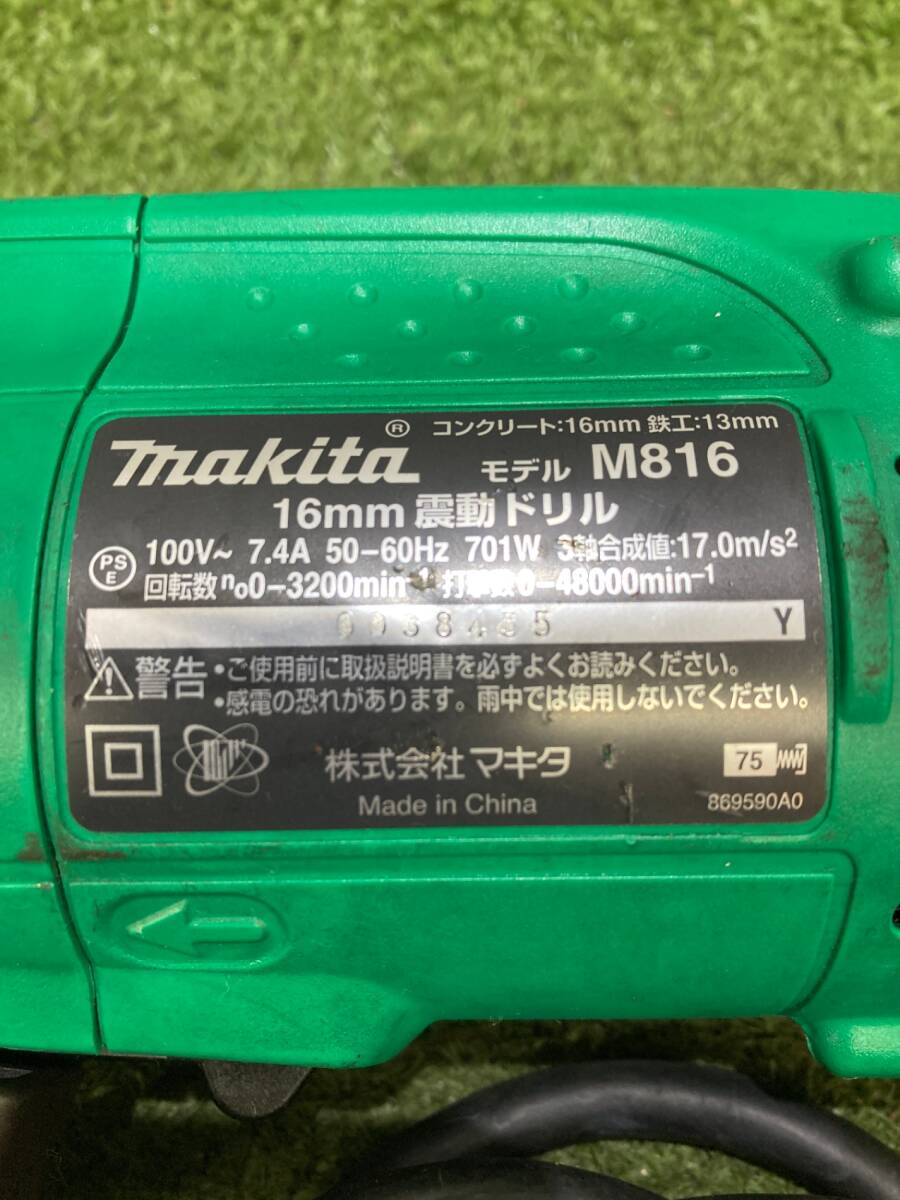 makita® コンクリート:16mm 鉄工:13mm
モデル M816
16mm 震動ドリル
PSE 100V~ 7.4A 50-60Hz 701W 3軸合成値:17.0m/s²
回転数 n₀0-3200min⁻¹ 打撃数0-48000min⁻¹
Y
警告 •ご使用前に取扱説明書を必ずよくお読みください。
•感電の恐れがあります。雨中では使用しないでください。
株式会社 マキタ 75
Made in China 869590A0